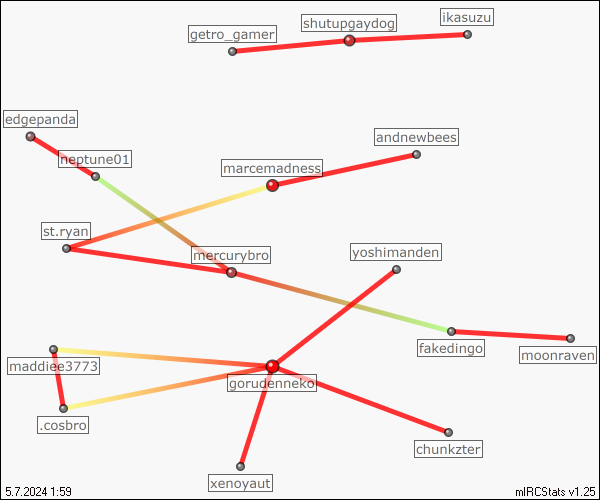 ikasuzu
shutupgaydog
getro_gamer
edgepanda
andnewbees
neptune01
marcemadness
st.ryan
yoshimanden
mercurybro
fakedingo
moonraven
maddiee3773
gorudenneko
.cosbro
chunkzter
xenoyaut
5.7.2024 1:59
mIRCStats v1.25